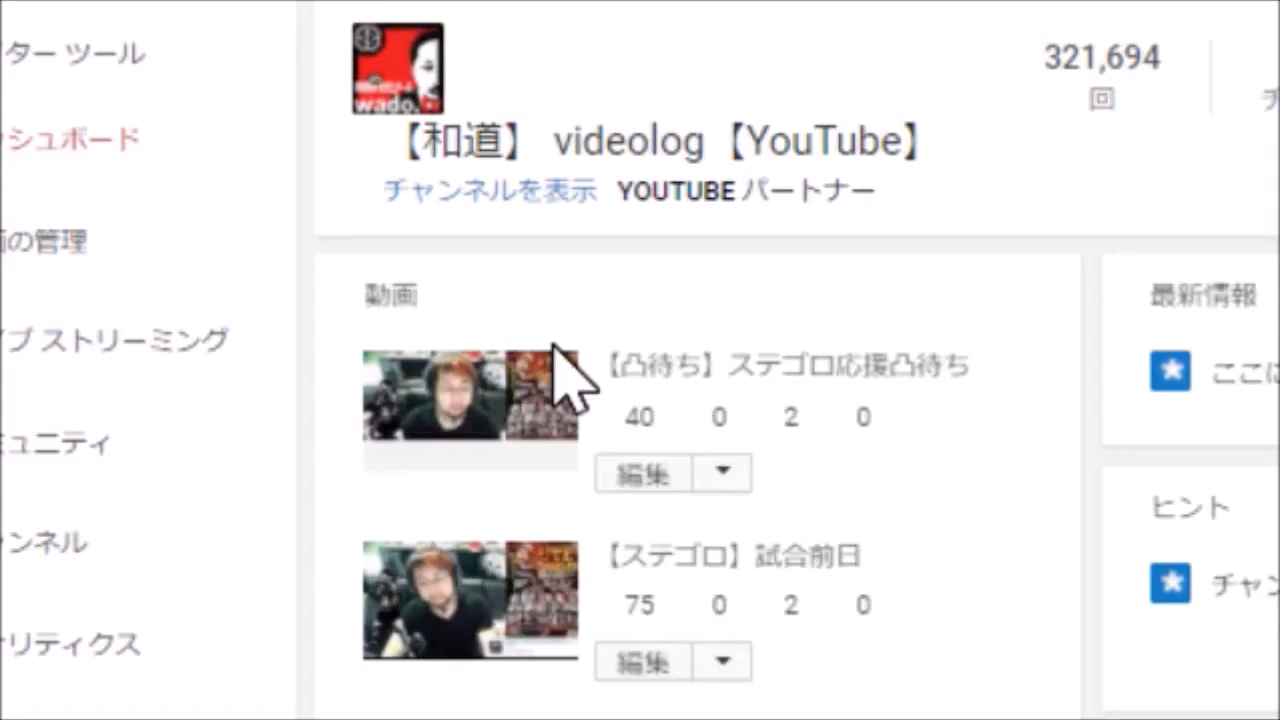 ター ツール
シュボード
の管理
ブ ストリーミング
ュニティ
ンネル
リティクス
wado.
321,694
回
【和道】 videolog【YouTube】
チャンネルを表示 YOUTUBE パートナー
動画
【凸待ち】ステゴロ応援凸待ち
40 0 2 0
編集
【ステゴロ】試合前日
75 0 2 0
編集
最新情報
ここに
ヒント
チャン